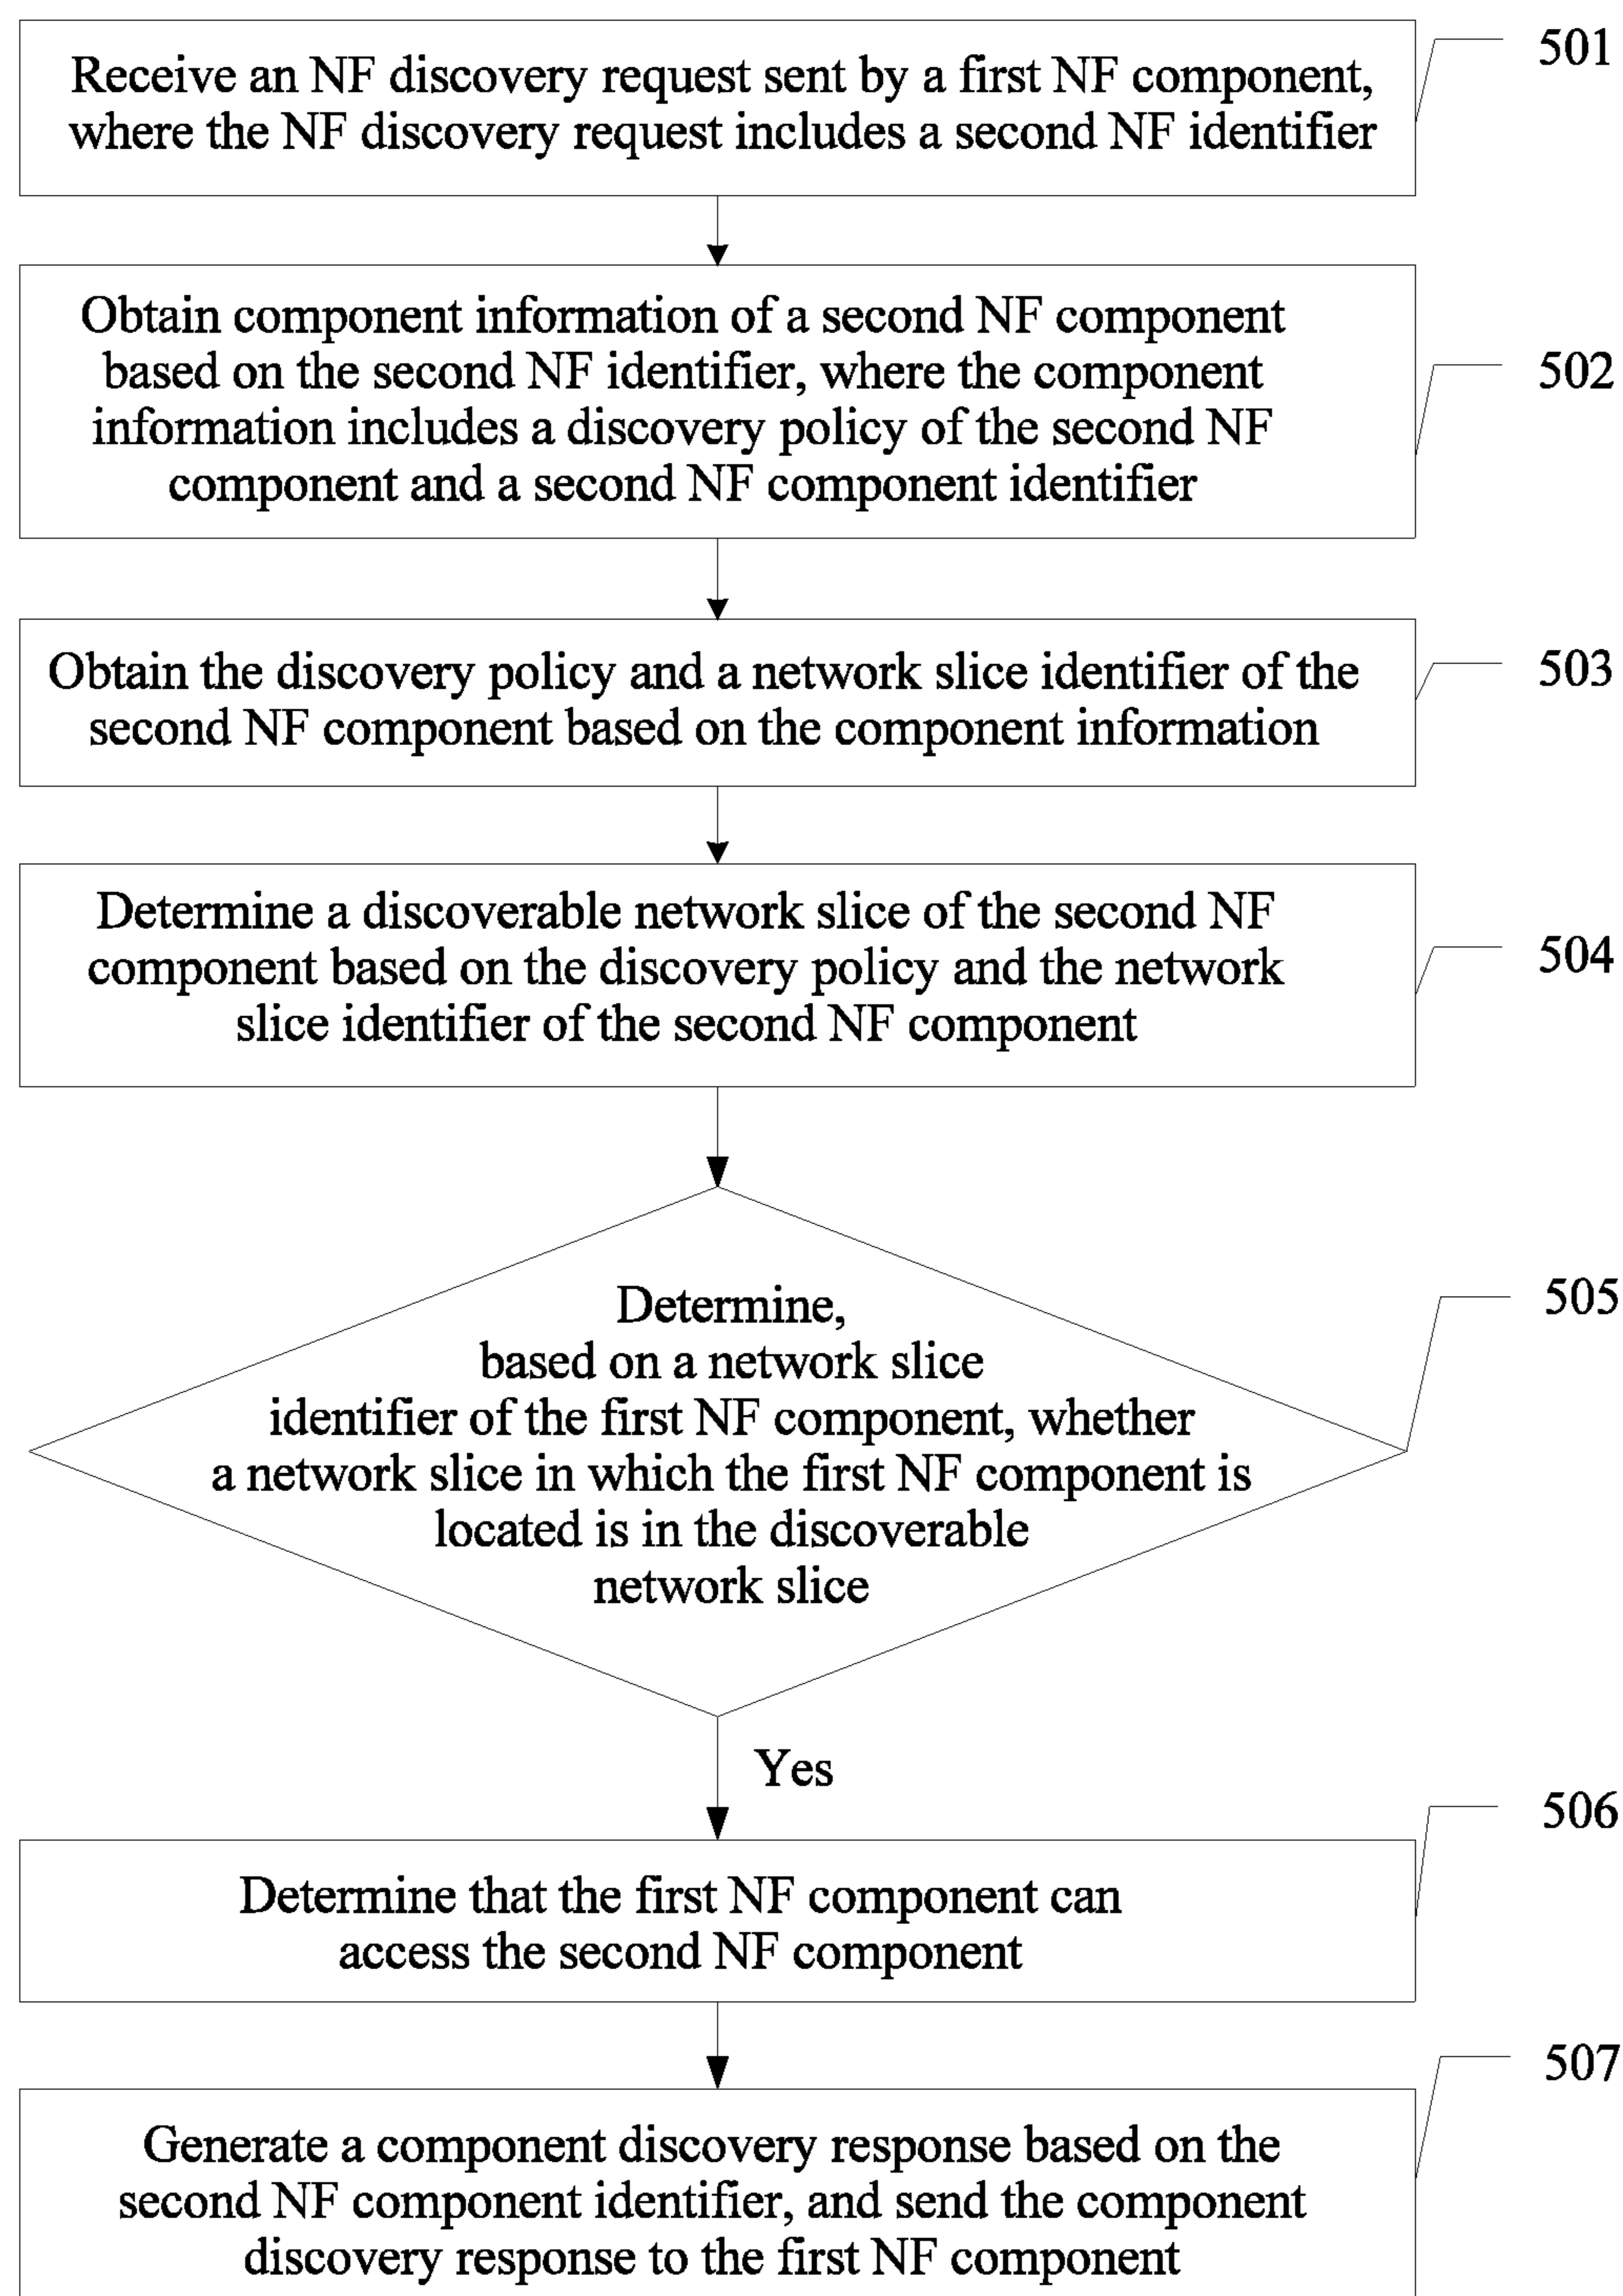 501
Receive an NF discovery request sent by a first NF component,
where the NF discovery request includes a second NF identifier
502
Obtain component information of a second NF component
based on the second NF identifier, where the component
information includes a discovery policy of the second NF
component and a second NF component identifier
503
Obtain the discovery policy and a network slice identifier of the
second NF component based on the component information
504
Determine a discoverable network slice of the second NF
component based on the discovery policy and the network
slice identifier of the second NF component
505
Determine,
based on a network slice
identifier of the first NF component, whether
a network slice in which the first NF component is
located is in the discoverable
network slice
Yes
506
Determine that the first NF component can
access the second NF component
507
Generate a component discovery response based on the
second NF component identifier, and send the component
discovery response to the first NF component